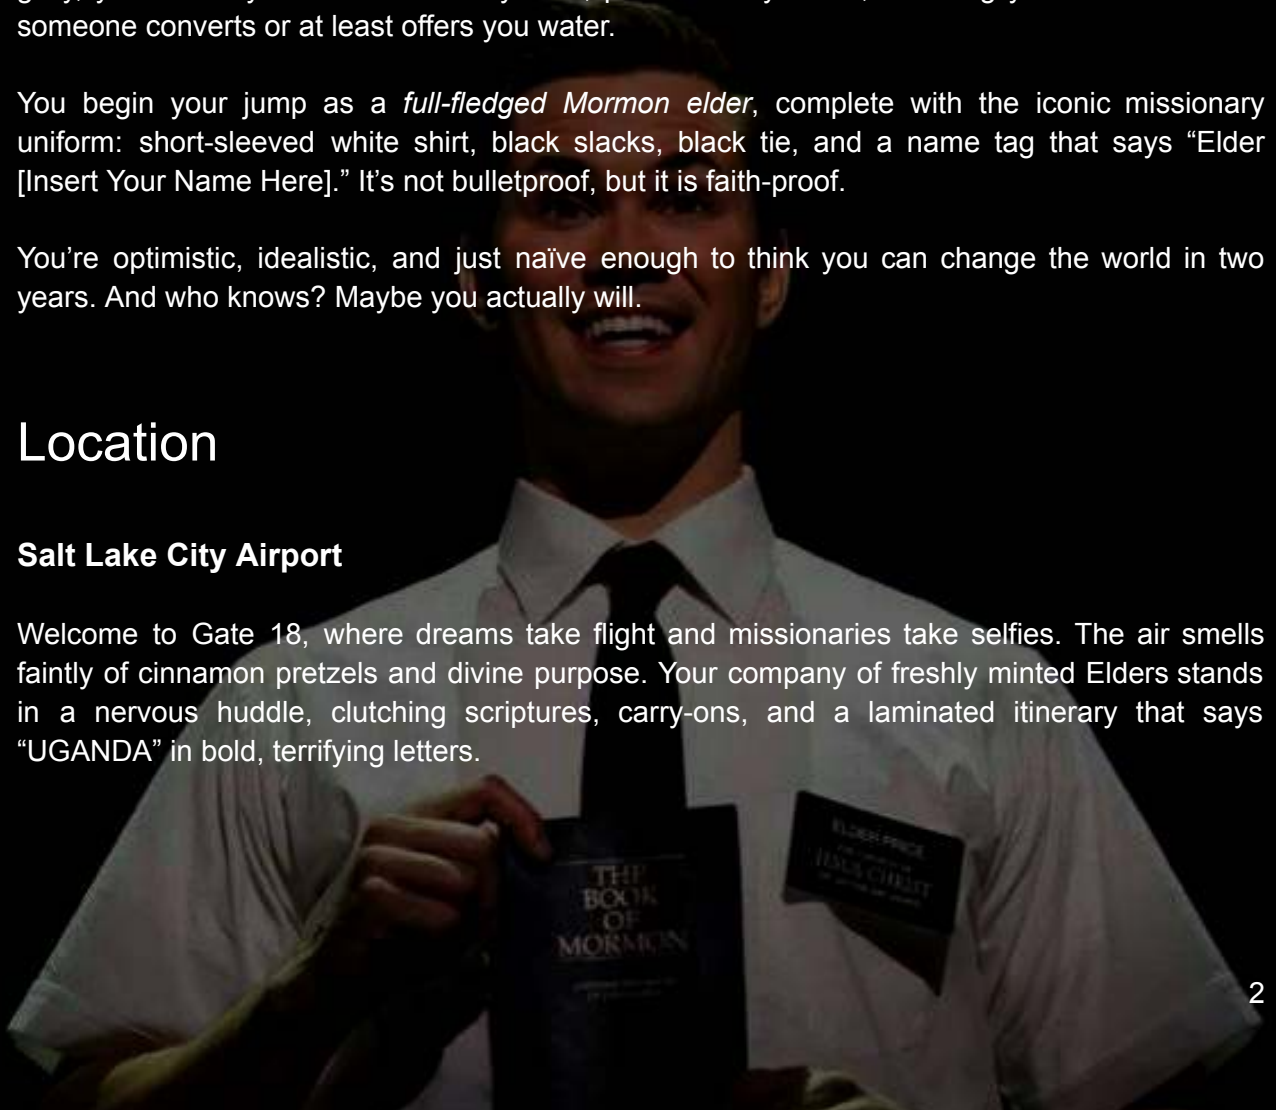 someone converts or at least offers you water.
You begin your jump as a full-fledged Mormon elder, complete with the iconic missionary
uniform: short-sleeved white shirt, black slacks, black tie, and a name tag that says “Elder
[Insert Your Name Here].” It’s not bulletproof, but it is faith-proof.
You’re optimistic, idealistic, and just naïve enough to think you can change the world in two
years. And who knows? Maybe you actually will.
Location
Salt Lake City Airport
Welcome to Gate 18, where dreams take flight and missionaries take selfies. The air smells
faintly of cinnamon pretzels and divine purpose. Your company of freshly minted Elders stands
in a nervous huddle, clutching scriptures, carry-ons, and a laminated itinerary that says
“UGANDA” in bold, terrifying letters.
ELDER PRICE
JESUS CHRIST
THE
BOOK
OF
MORMON
2